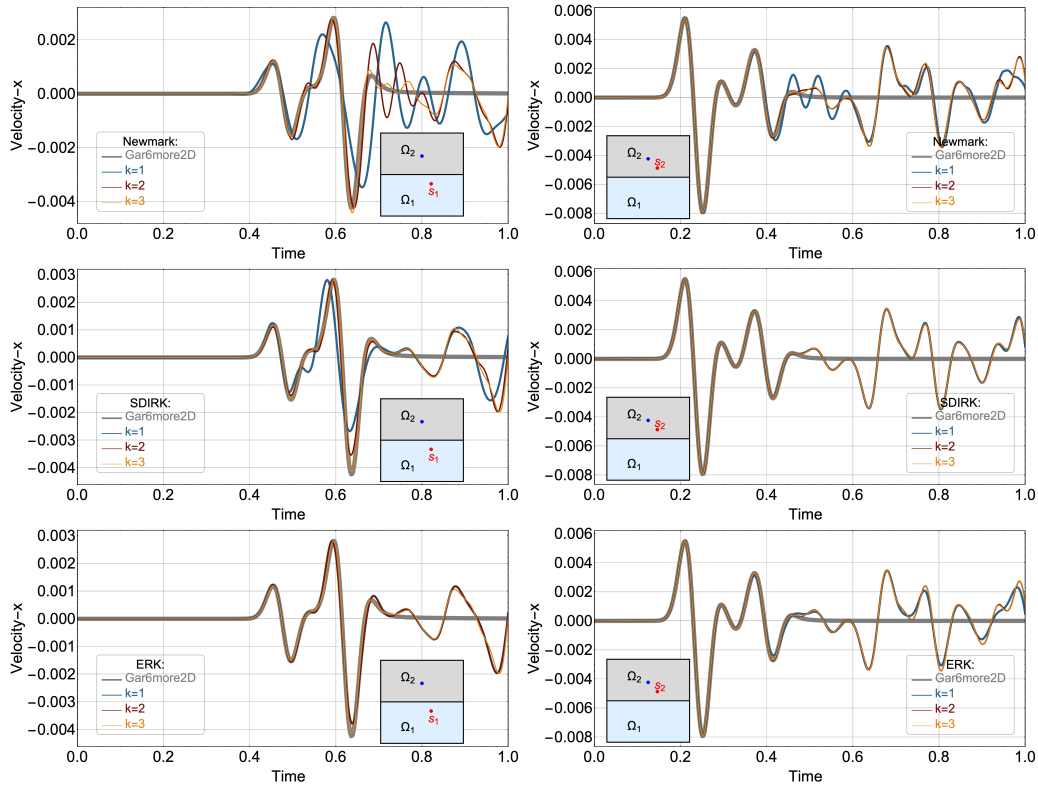 0.002
0.000
−0.002
−0.004
Velocity-x
Newmark:
Gar6more2D
k=1
k=2
k=3
Ω2
Ω1
s1
0.0
0.2
0.4
0.6
0.8
1.0
Time
0.006
0.004
0.002
0.000
−0.002
−0.004
−0.006
−0.008
Velocity-x
Ω2
s2
Ω1
Newmark:
Gar6more2D
k=1
k=2
k=3
0.0
0.2
0.4
0.6
0.8
1.0
Time
0.003
0.002
0.001
0.000
−0.001
−0.002
−0.003
−0.004
Velocity-x
SDIRK:
Gar6more2D
k=1
k=2
k=3
Ω2
Ω1
s1
0.0
0.2
0.4
0.6
0.8
1.0
Time
0.006
0.004
0.002
0.000
−0.002
−0.004
−0.006
−0.008
Velocity-x
Ω2
s2
Ω1
SDIRK:
Gar6more2D
k=1
k=2
k=3
0.0
0.2
0.4
0.6
0.8
1.0
Time
0.003
0.002
0.001
0.000
−0.001
−0.002
−0.003
−0.004
Velocity-x
ERK:
Gar6more2D
k=1
k=2
k=3
Ω2
Ω1
s1
0.0
0.2
0.4
0.6
0.8
1.0
Time
0.006
0.004
0.002
0.000
−0.002
−0.004
−0.006
−0.008
Velocity-x
Ω2
s2
Ω1
ERK:
Gar6more2D
k=1
k=2
k=3
0.0
0.2
0.4
0.6
0.8
1.0
Time